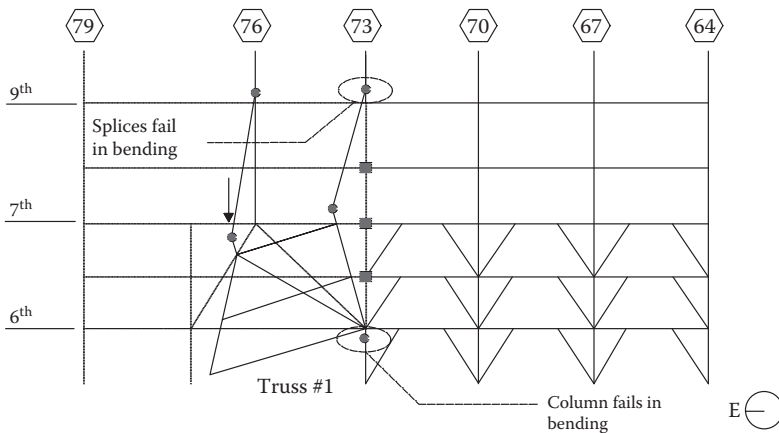 79
76
73
70
67
64
9th
Splices fail
in bending
7th
6th
Truss #1
Column fails in
bending
E